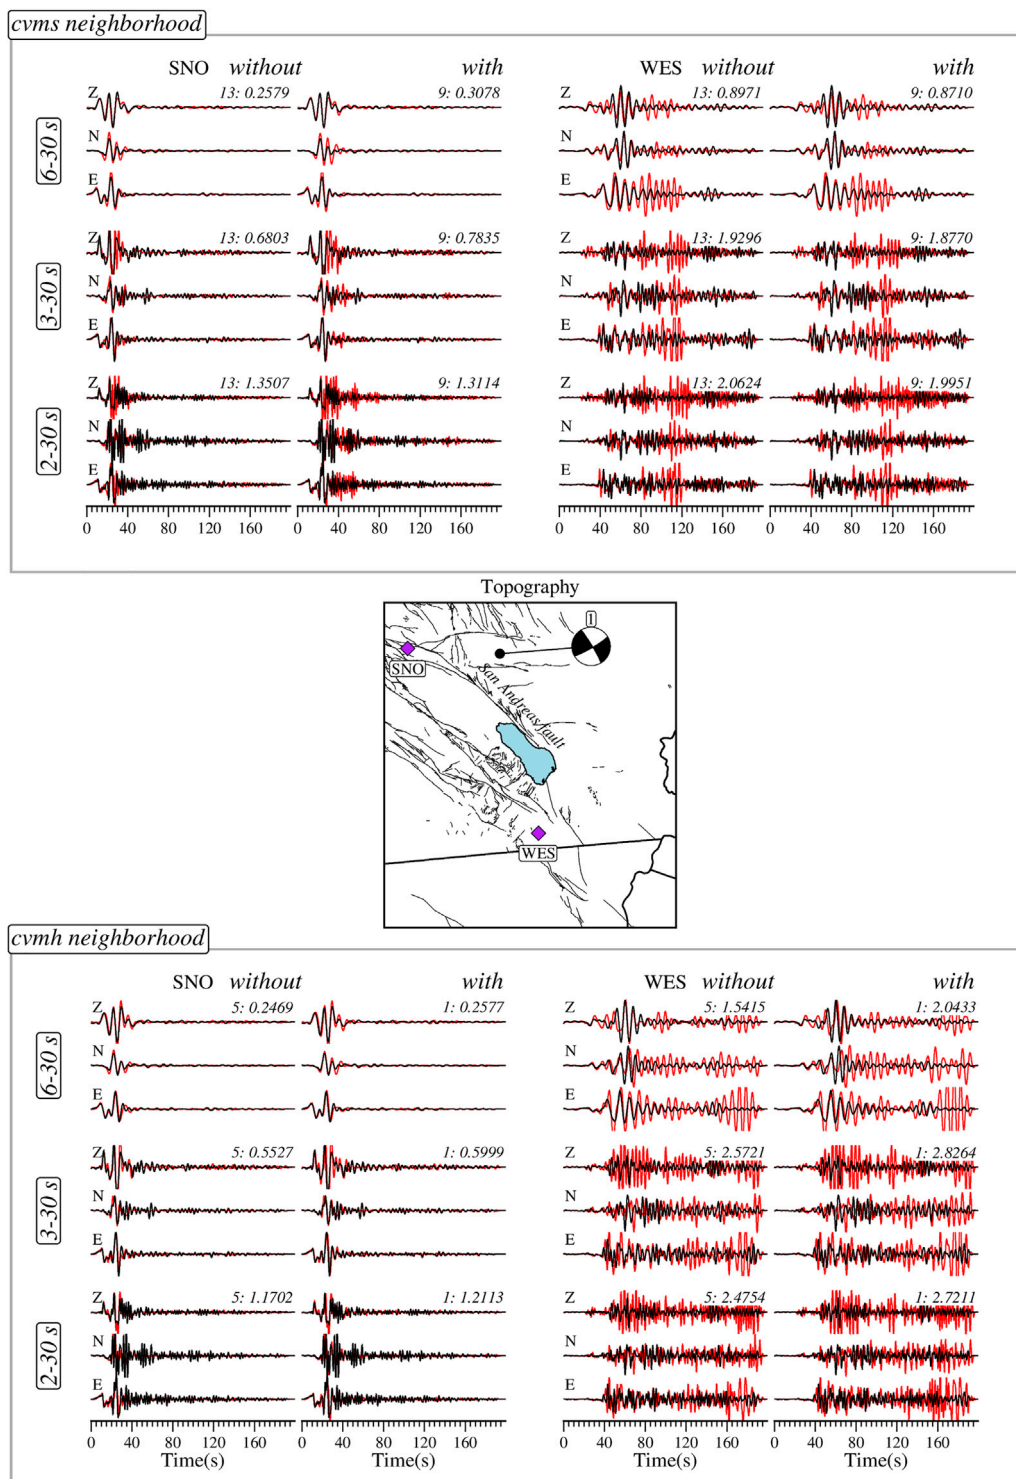 cvms neighborhood
SNO without with WES without with
Z 13: 0.2579 9: 0.3078 Z 13: 0.8971 9: 0.8710
6-30 s
N N
E E
Z 13: 0.6803 9: 0.7835 Z 13: 1.9296 9: 1.8770
3-30 s
N N
E E
Z 13: 1.3507 9: 1.3114 Z 13: 2.0624 9: 1.9951
2-30 s
N N
E E
0 40 80 120 160 40 80 120 160 0 40 80 120 160 40 80 120 160
Topography
1
SNO
San Andreas fault
WES
cvmh neighborhood
SNO without with WES without with
Z 5: 0.2469 1: 0.2577 Z 5: 1.5415 1: 2.0433
6-30 s
N N
E E
Z 5: 0.5527 1: 0.5999 Z 5: 2.5721 1: 2.8264
3-30 s
N N
E E
Z 5: 1.1702 1: 1.2113 Z 5: 2.4754 1: 2.7211
2-30 s
N N
E E
0 40 80 120 160 40 80 120 160 0 40 80 120 160 40 80 120 160
Time(s) Time(s) Time(s) Time(s)